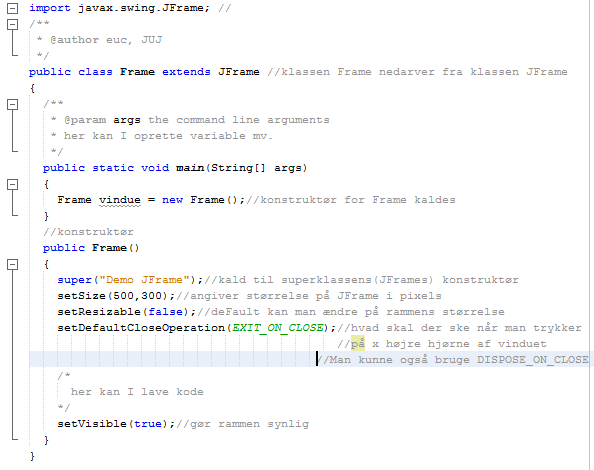 import javax.swing.JFrame; //
/**
 * @author euc, JUJ
 */
public class Frame extends JFrame //klassen Frame nedarver fra klassen JFrame
{
  /**
   * @param args the command line arguments
   * her kan I oprette variable mv.
   */
  public static void main(String[] args)
  {
    Frame vindue = new Frame();//konstruktør for Frame kaldes
  }
  //konstruktør
  public Frame()
  {
    super("Demo JFrame");//kald til superklassens(JFrames) konstruktør
    setSize(500,300);//angiver størrelse på JFrame i pixels
    setResizable(false);//deFault kan man ændre på rammens størrelse
    setDefaultCloseOperation(EXIT_ON_CLOSE);//hvad skal der ske når man trykker
                                            //på x højre hjørne af vinduet
                                         //Man kunne også bruge DISPOSE_ON_CLOSE
    /*
      her kan I lave kode
    */
    setVisible(true);//gør rammen synlig
  }
}